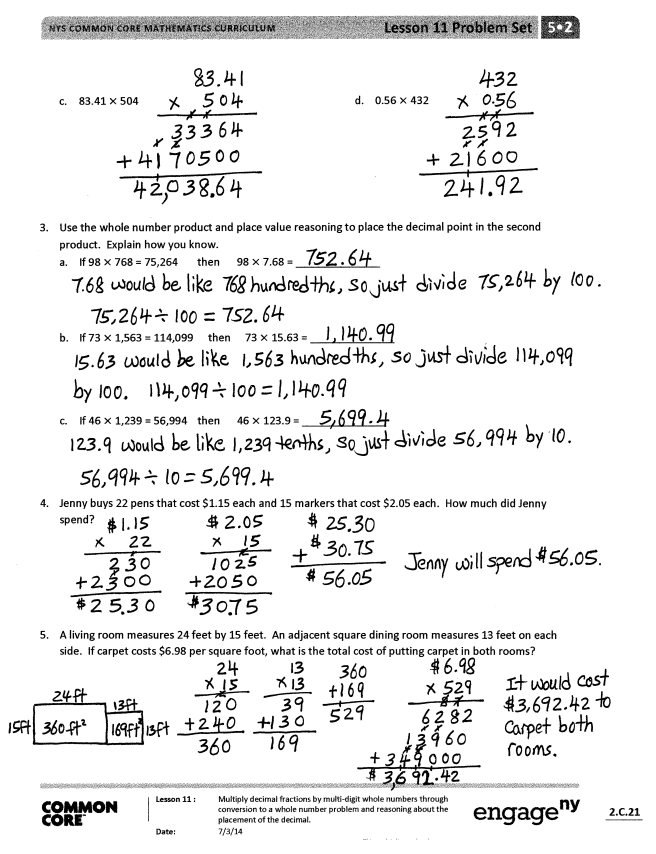 NYS COMMON CORE MATHEMATICS CURRICULUM Lesson 11 Problem Set 5•2
c. 83.41 × 504
83.41
× 504
33364
+4170500
42,038.64
d. 0.56 × 432
432
× 0.56
2592
+ 21600
241.92
3. Use the whole number product and place value reasoning to place the decimal point in the second
product. Explain how you know.
a. If 98 × 768 = 75,264 then 98 × 7.68 = 752.64
7.68 would be like 768 hundredths, so just divide 75,264 by 100.
75,264 ÷ 100 = 752.64
b. If 73 × 1,563 = 114,099 then 73 × 15.63 = 1,140.99
15.63 would be like 1,563 hundredths, so just divide 114,099
by 100. 114,099 ÷ 100 = 1,140.99
c. If 46 × 1,239 = 56,994 then 46 × 123.9 = 5,699.4
123.9 would be like 1,239 tenths, so just divide 56,994 by 10.
56,994 ÷ 10 = 5,699.4
4. Jenny buys 22 pens that cost $1.15 each and 15 markers that cost $2.05 each. How much did Jenny
spend?
$1.15
× 22
230
+2300
$25.30
$2.05
× 15
1025
+2050
$30.75
$25.30
+ $30.75
$56.05
Jenny will spend $56.05.
5. A living room measures 24 feet by 15 feet. An adjacent square dining room measures 13 feet on each
side. If carpet costs $6.98 per square foot, what is the total cost of putting carpet in both rooms?
24ft
15ft 360ft²
13ft
169ft² 13ft
24
×15
120
+240
360
13
×13
39
+130
169
360
+169
529
$6.98
× 529
6282
13960
+349000
$3,692.42
It would cost
$3,692.42 to
carpet both
rooms.
COMMON
CORE™
Lesson 11 : Multiply decimal fractions by multi-digit whole numbers through
conversion to a whole number problem and reasoning about the
placement of the decimal.
Date: 7/3/14
engage ny
2.C.21